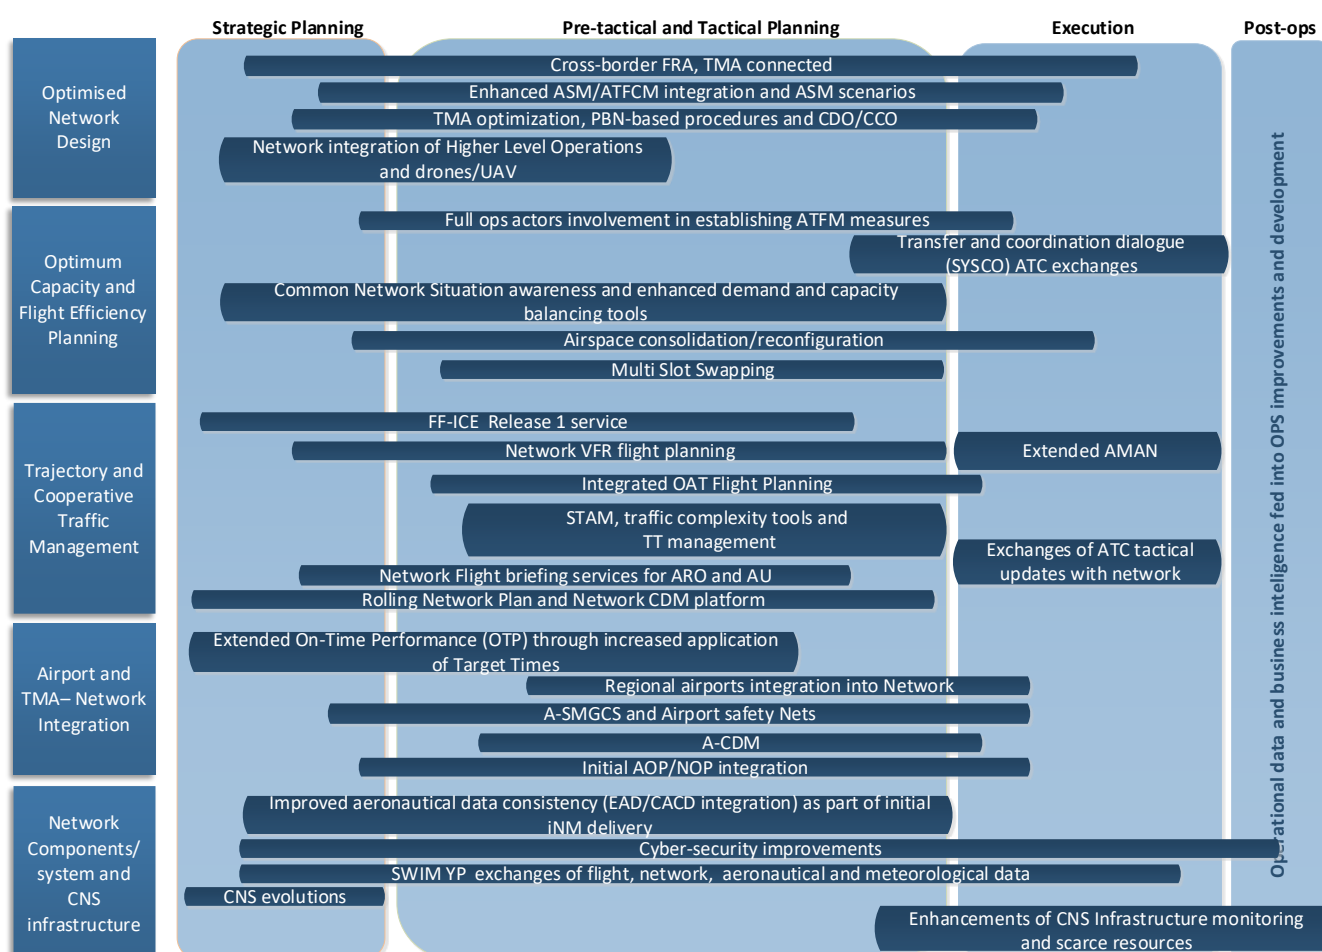 Strategic Planning
Pre-tactical and Tactical Planning
Execution
Post-ops
Optimised
Network
Design
Cross-border FRA, TMA connected
Enhanced ASM/ATFCM integration and ASM scenarios
TMA optimization, PBN-based procedures and CDO/CCO
Network integration of Higher Level Operations
and drones/UAV
Optimum
Capacity and
Flight Efficiency
Planning
Full ops actors involvement in establishing ATFM measures
Transfer and coordination dialogue
(SYSCO) ATC exchanges
Common Network Situation awareness and enhanced demand and capacity
balancing tools
Airspace consolidation/reconfiguration
Multi Slot Swapping
Trajectory and
Cooperative
Traffic
Management
FF-ICE Release 1 service
Network VFR flight planning
Extended AMAN
Integrated OAT Flight Planning
STAM, traffic complexity tools and
TT management
Exchanges of ATC tactical
updates with network
Network Flight briefing services for ARO and AU
Rolling Network Plan and Network CDM platform
Airport and
TMA– Network
Integration
Extended On-Time Performance (OTP) through increased application
of Target Times
Regional airports integration into Network
A-SMGCS and Airport safety Nets
A-CDM
Initial AOP/NOP integration
Network
Components/
system and
CNS
infrastructure
Improved aeronautical data consistency (EAD/CACD integration) as part of initial
iNM delivery
Cyber-security improvements
SWIM YP exchanges of flight, network, aeronautical and meteorological data
CNS evolutions
Enhancements of CNS Infrastructure monitoring
and scarce resources
Operational data and business inteligence fed into OPS improvements and development